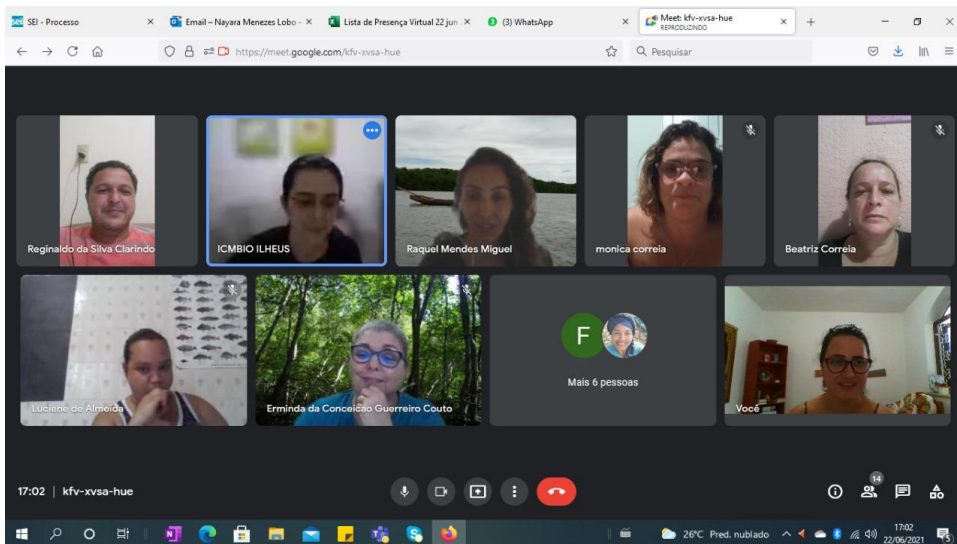 SEI - Processo
Email – Nayara Menezes Lobo –
Lista de Presença Virtual 22 jun
(3) WhatsApp
Meet: kfv-xvsa-hue
REPRODUZINDO
https://meet.google.com/kfv-xvsa-hue
Pesquisar
Reginaldo da Silva Clarindo
ICMBIO ILHEUS
Raquel Mendes Miguel
monica correia
Beatriz Correia
Luciene de Almeida
Erminda da Conceicao Guerreiro Couto
F
Mais 6 pessoas
Você
17:02 | kfv-xvsa-hue
14
26°C Pred. nublado
17:02
22/06/2021